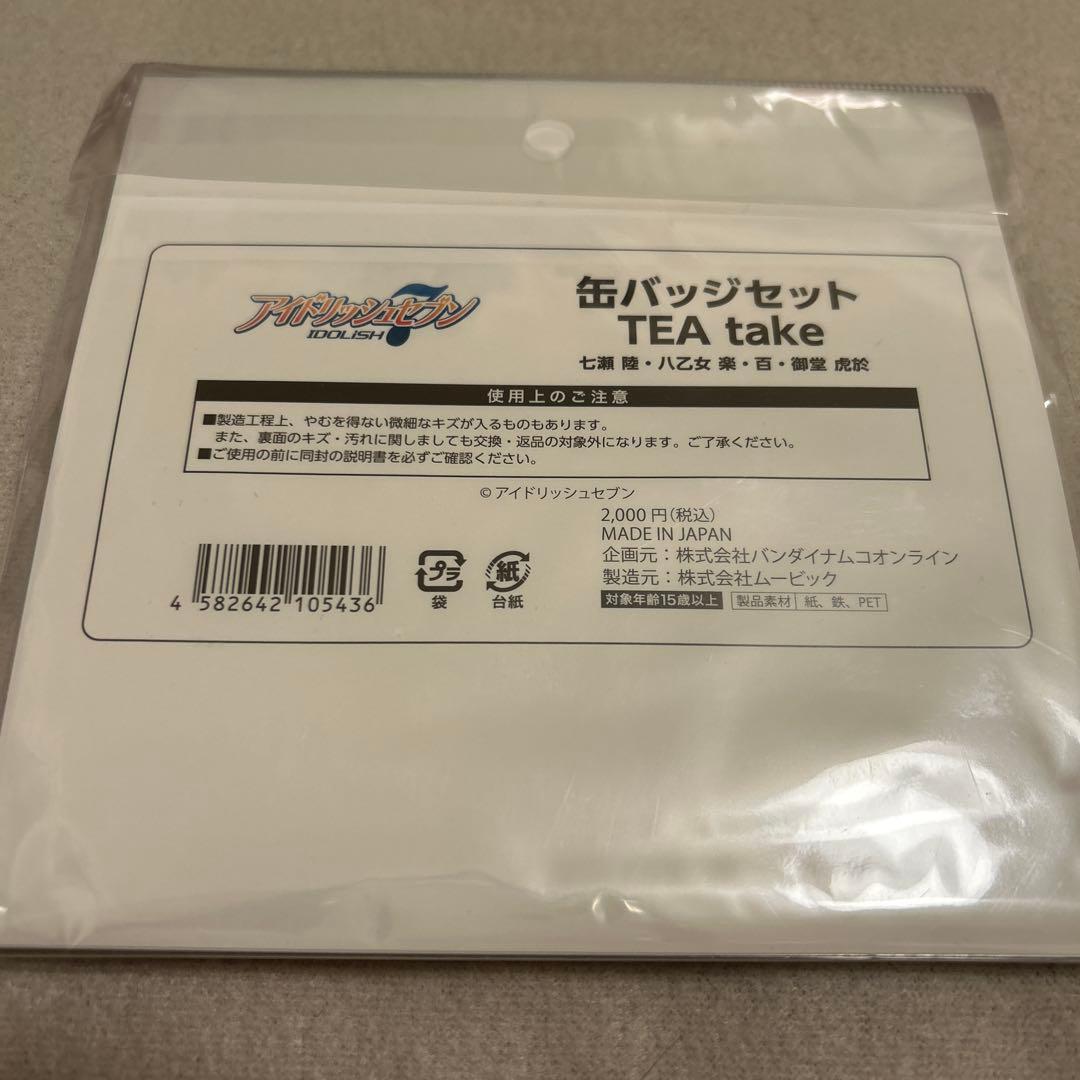 アイドリッシュセブン
IDOLiSH7
缶バッジセット
TEA take
七瀬 陸・八乙女 楽・百・御堂 虎於
使用上のご注意
■製造工程上、やむを得ない微細なキズが入るものもあります。
また、裏面のキズ・汚れに関しましても交換・返品の対象外になります。ご了承ください。
■ご使用の前に同封の説明書を必ずご確認ください。
© アイドリッシュセブン
2,000 円(税込)
MADE IN JAPAN
企画元：株式会社バンダイナムコオンライン
製造元：株式会社ムービック
対象年齢15歳以上 製品素材 紙、鉄、PET
プラ
袋
紙
台紙
4 582642 105436